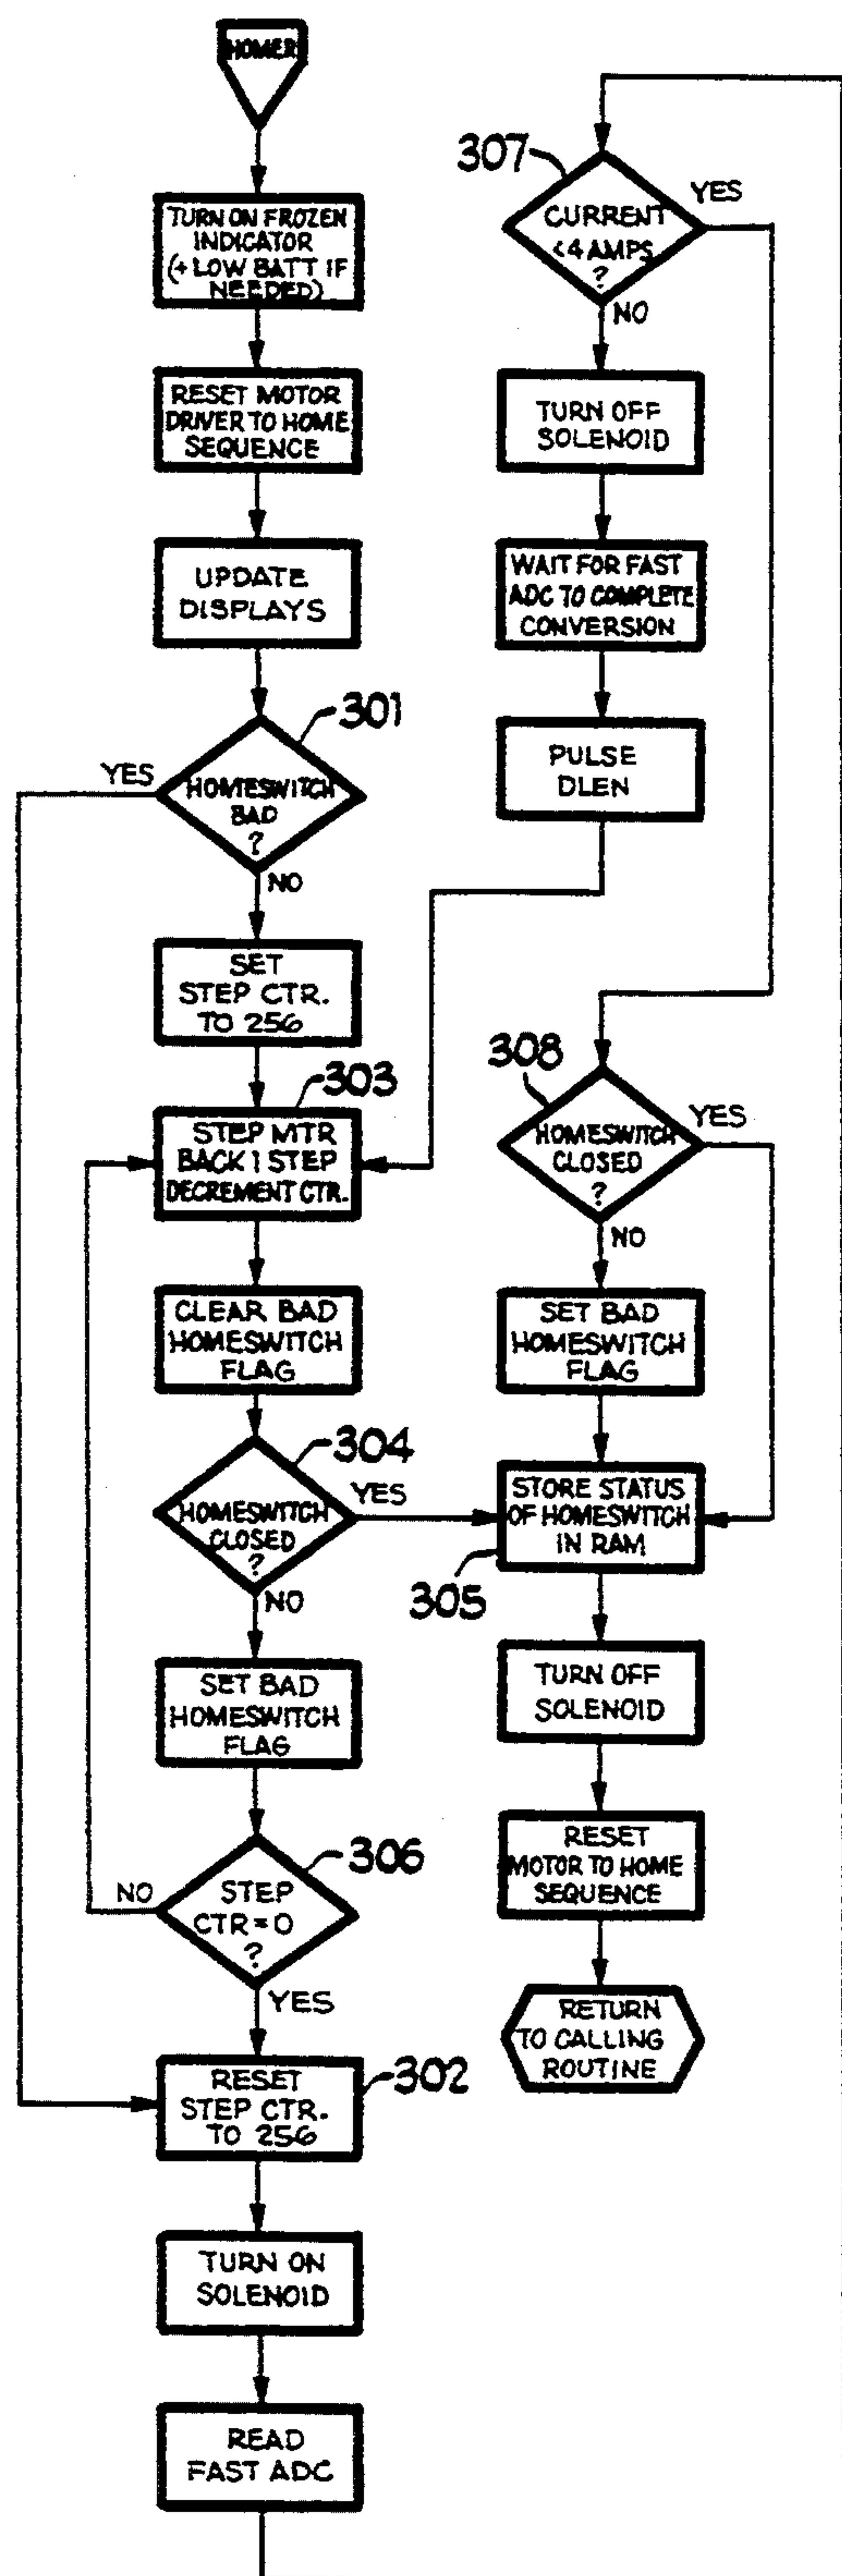 HOMER
TURN ON FROZEN
INDICATOR
(+ LOW BATT IF
NEEDED)
RESET MOTOR
DRIVER TO HOME
SEQUENCE
UPDATE
DISPLAYS
301
YES
HOMESWITCH
BAD
?
NO
SET
STEP CTR.
TO 256
303
STEP MTR
BACK 1 STEP
DECREMENT CTR.
CLEAR BAD
HOMESWITCH
FLAG
304
HOMESWITCH
CLOSED
?
YES
NO
SET BAD
HOMESWITCH
FLAG
306
NO
STEP
CTR=0
?
YES
302
RESET
STEP CTR.
TO 256
TURN ON
SOLENOID
READ
FAST ADC
307
YES
CURRENT
<4 AMPS
?
NO
TURN OFF
SOLENOID
WAIT FOR FAST
ADC TO COMPLETE
CONVERSION
PULSE
DLEN
308
YES
HOMESWITCH
CLOSED
?
NO
SET BAD
HOMESWITCH
FLAG
STORE STATUS
OF HOMESWITCH
IN RAM
305
TURN OFF
SOLENOID
RESET
MOTOR TO HOME
SEQUENCE
RETURN
TO CALLING
ROUTINE